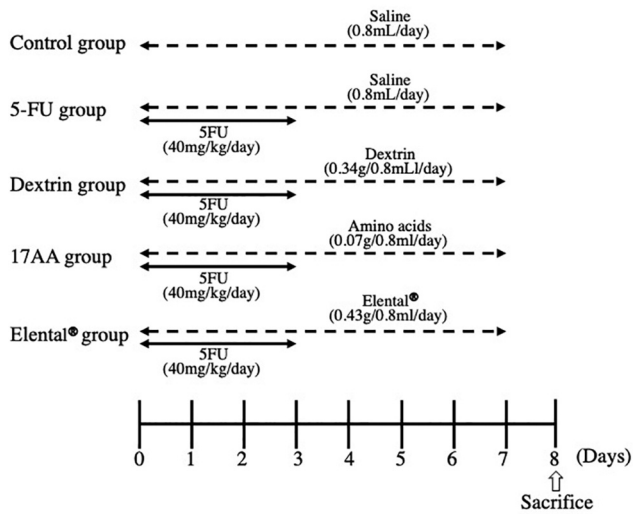 Saline
(0.8mL/day)
Control group
Saline
(0.8mL/day)
5-FU group
5FU
(40mg/kg/day)
Dextrin
(0.34g/0.8mLl/day)
Dextrin group
5FU
(40mg/kg/day)
Amino acids
(0.07g/0.8ml/day)
17AA group
5FU
(40mg/kg/day)
Elental®
(0.43g/0.8ml/day)
Elental® group
5FU
(40mg/kg/day)
0 1 2 3 4 5 6 7 8 (Days)
Sacrifice